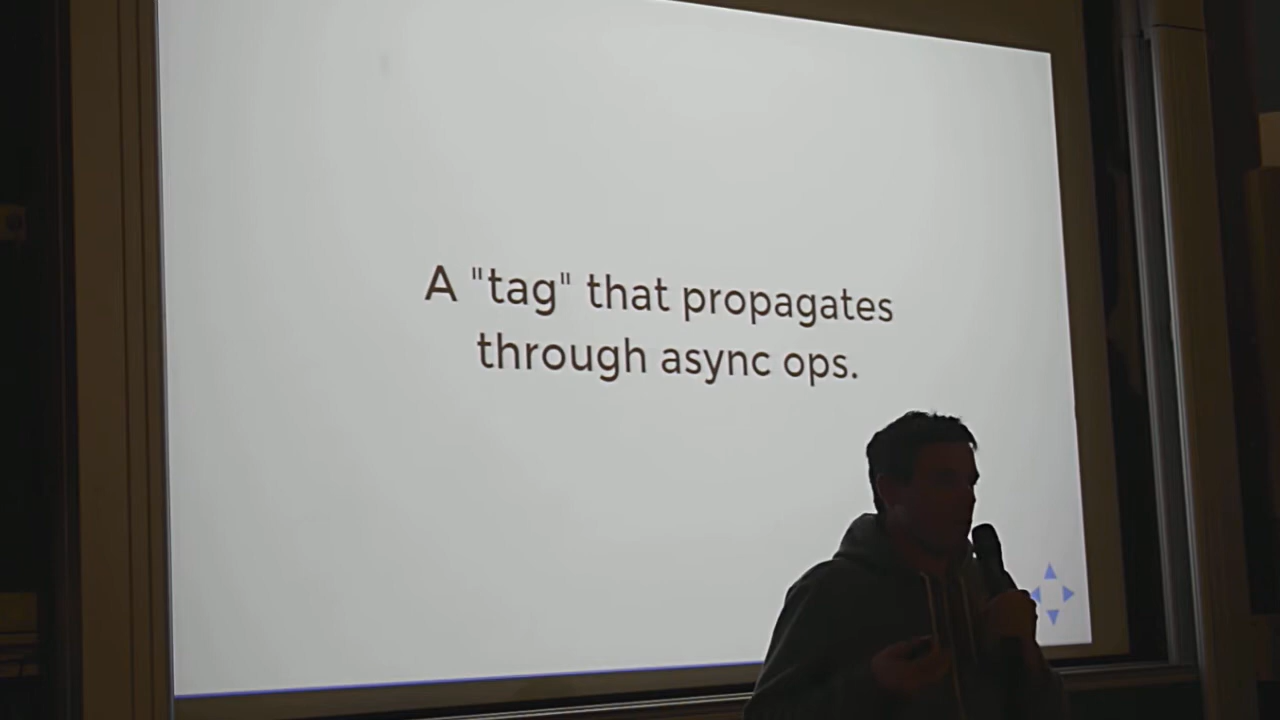 A "tag" that propagates
through async ops.